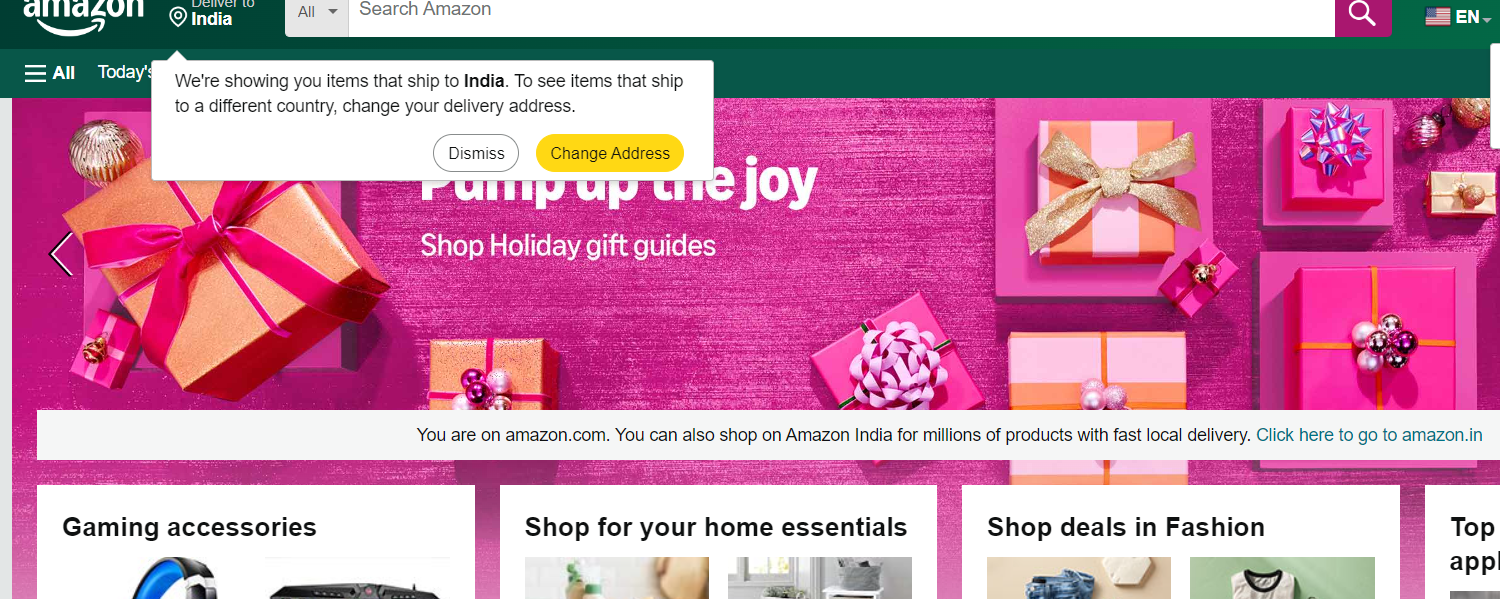 amazon
Deliver to
India
All
Search Amazon
EN
All
Today's
We're showing you items that ship to India. To see items that ship
to a different country, change your delivery address.
Dismiss
Change Address
Pump up the joy
Shop Holiday gift guides
You are on amazon.com. You can also shop on Amazon India for millions of products with fast local delivery. Click here to go to amazon.in
Gaming accessories
Shop for your home essentials
Shop deals in Fashion
Top